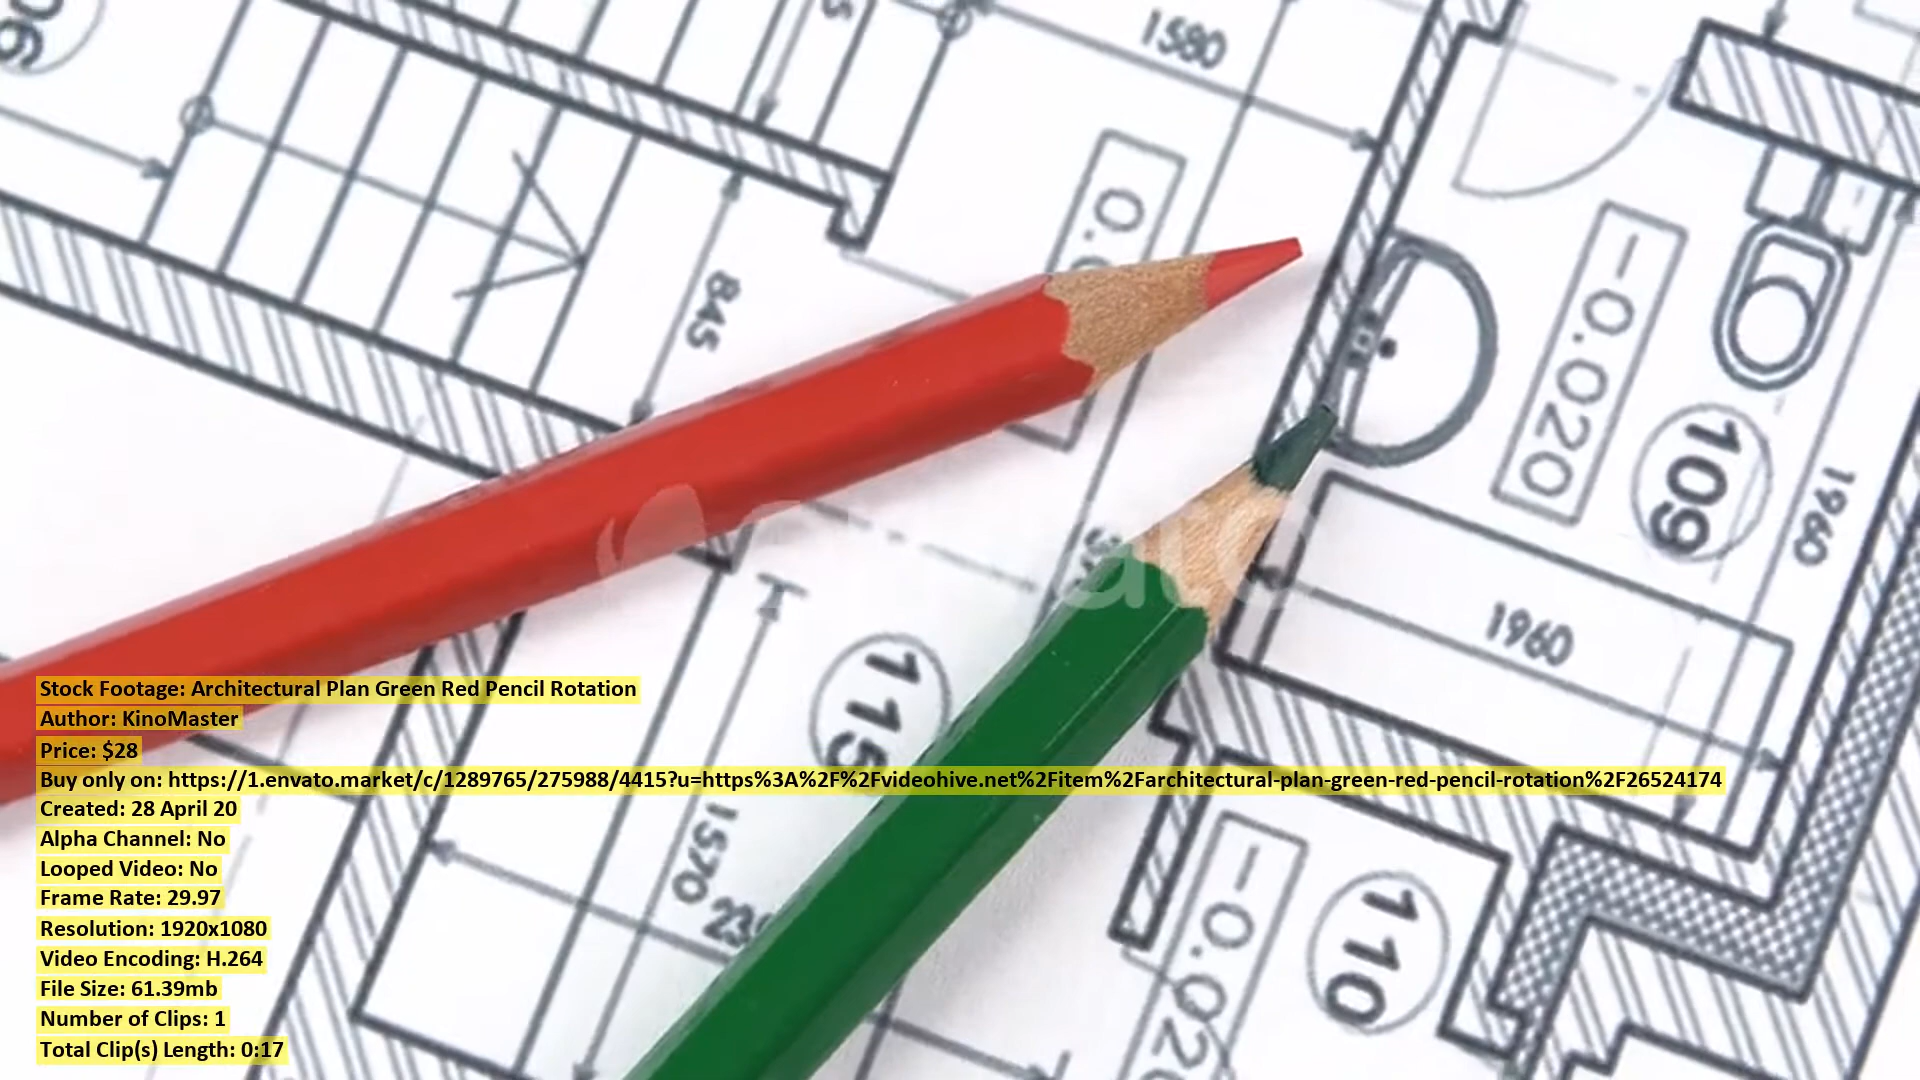 1580
0.0
845
-0.020
109
1960
1960
115
1570
230
-0.020
110
envato
Stock Footage: Architectural Plan Green Red Pencil Rotation
Author: KinoMaster
Price: $28
Buy only on: https://1.envato.market/c/1289765/275988/4415?u=https%3A%2F%2Fvideohive.net%2Fitem%2Farchitectural-plan-green-red-pencil-rotation%2F26524174
Created: 28 April 20
Alpha Channel: No
Looped Video: No
Frame Rate: 29.97
Resolution: 1920x1080
Video Encoding: H.264
File Size: 61.39mb
Number of Clips: 1
Total Clip(s) Length: 0:17